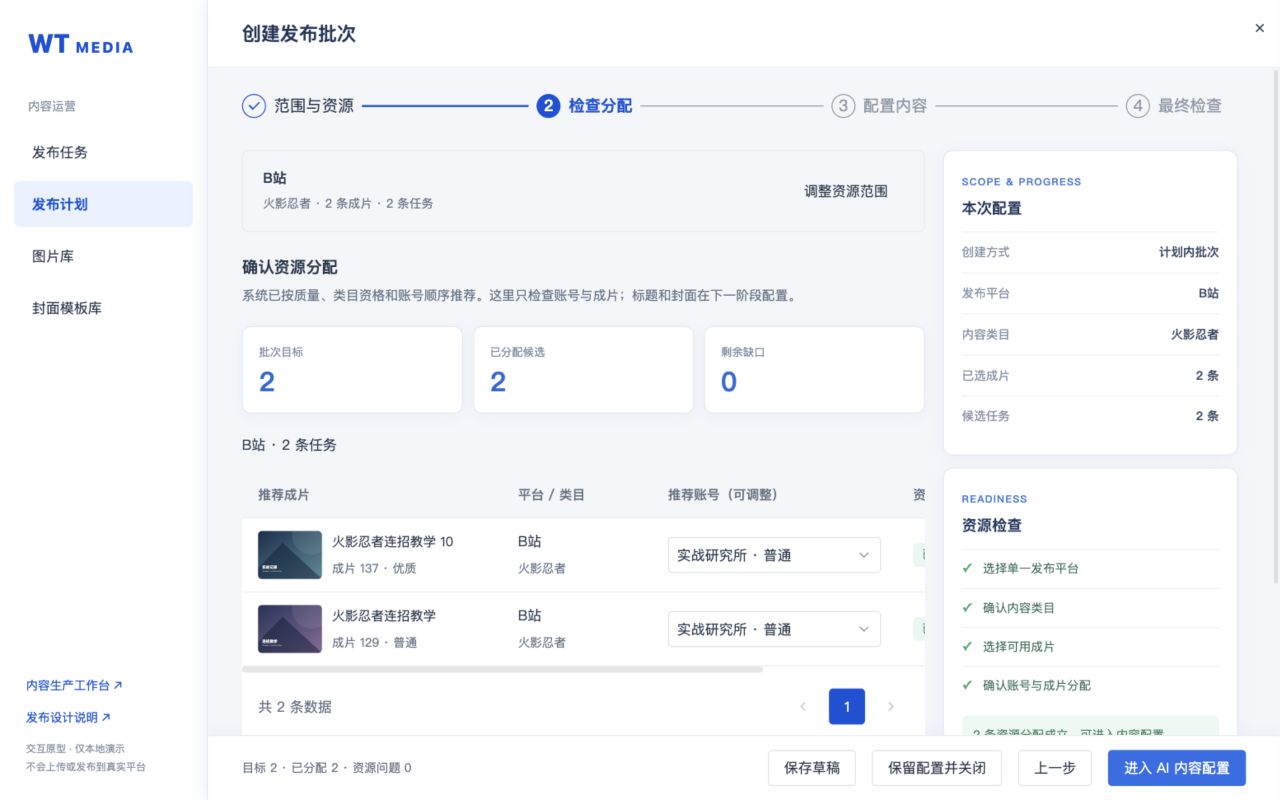 WT MEDIA
内容运营
发布任务
发布计划
图片库
封面模板库
内容生产工作台 ↗
发布设计说明 ↗
交互原型 · 仅本地演示
不会上传或发布到真实平台
创建发布批次
×
范围与资源
2 检查分配
3 配置内容
4 最终检查
B站
火影忍者 · 2 条成片 · 2 条任务
调整资源范围
确认资源分配
系统已按质量、类目资格和账号顺序推荐。这里只检查账号与成片；标题和封面在下一阶段配置。
批次目标
2
已分配候选
2
剩余缺口
0
B站 · 2 条任务
推荐成片 平台 / 类目 推荐账号（可调整） 资
火影忍者连招教学 10
成片 137 · 优质
B站
火影忍者
实战研究所 · 普通
火影忍者连招教学
成片 129 · 普通
B站
火影忍者
实战研究所 · 普通
共 2 条数据
1
SCOPE & PROGRESS
本次配置
创建方式 计划内批次
发布平台 B站
内容类目 火影忍者
已选成片 2 条
候选任务 2 条
READINESS
资源检查
✓ 选择单一发布平台
✓ 确认内容类目
✓ 选择可用成片
✓ 确认账号与成片分配
2 条资源分配成立，可进入内容配置
目标 2 · 已分配 2 · 资源问题 0
保存草稿
保留配置并关闭
上一步
进入 AI 内容配置